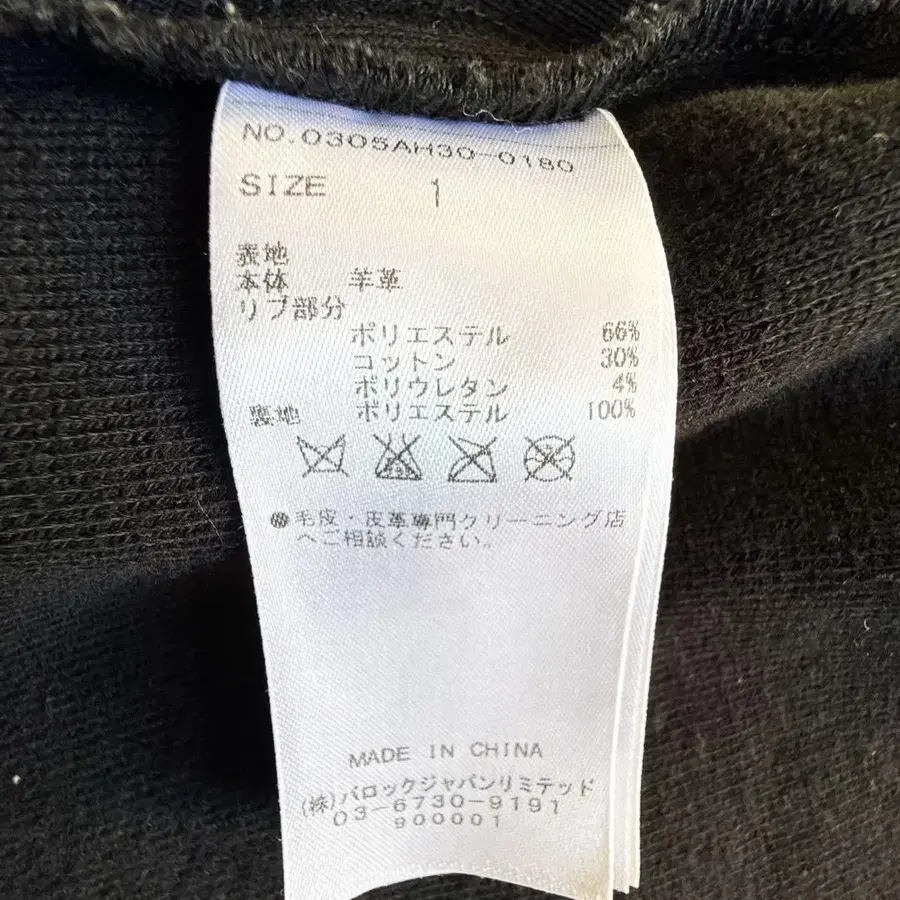 NO.0305AH30-0180
SIZE 1
表地
本体 羊革
リブ部分
ポリエステル 66%
コットン 30%
ポリウレタン 4%
裏地 ポリエステル 100%
毛皮・皮革専門クリーニング店
へご相談ください。
MADE IN CHINA
(株)バロックジャパンリミテッド
03-6730-9191
900001